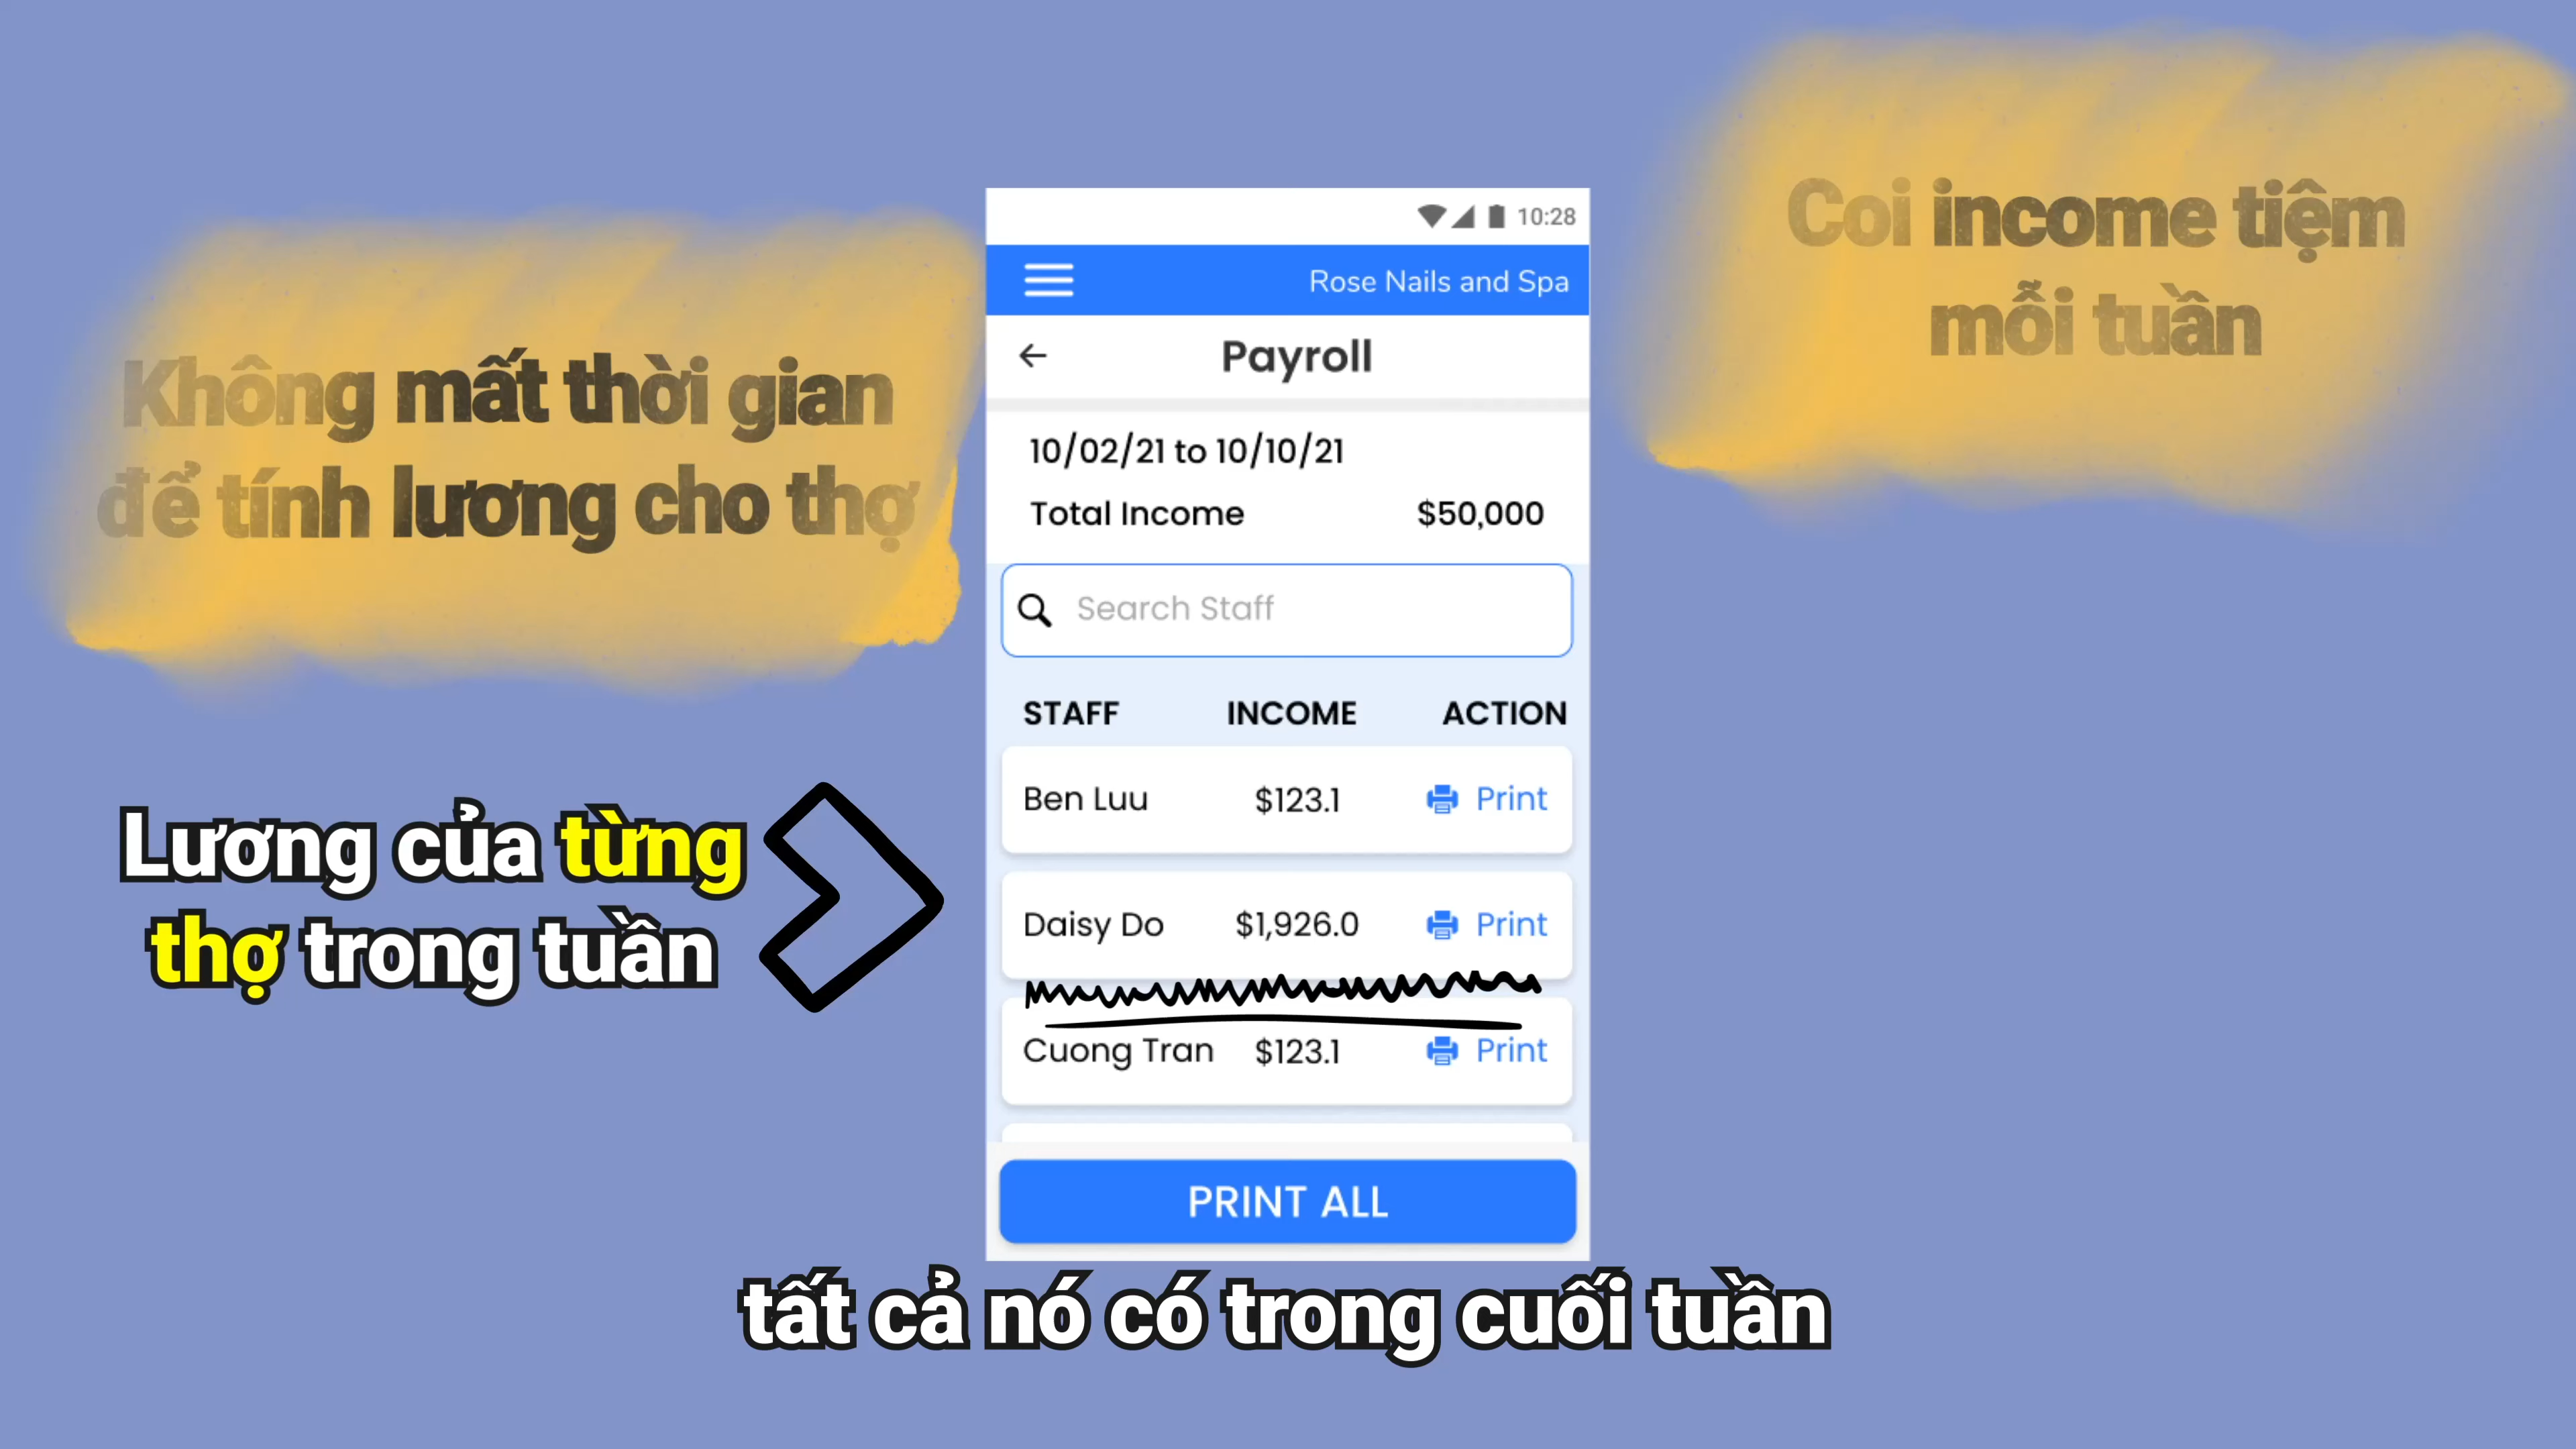 Không mất thời gian
để tính lương cho thợ
Coi income tiệm
mỗi tuần
Lương của từng
thợ trong tuần
10:28
Rose Nails and Spa
Payroll
10/02/21 to 10/10/21
Total Income $50,000
Search Staff
STAFF INCOME ACTION
Ben Luu $123.1 Print
Daisy Do $1,926.0 Print
Cuong Tran $123.1 Print
PRINT ALL
tất cả nó có trong cuối tuần